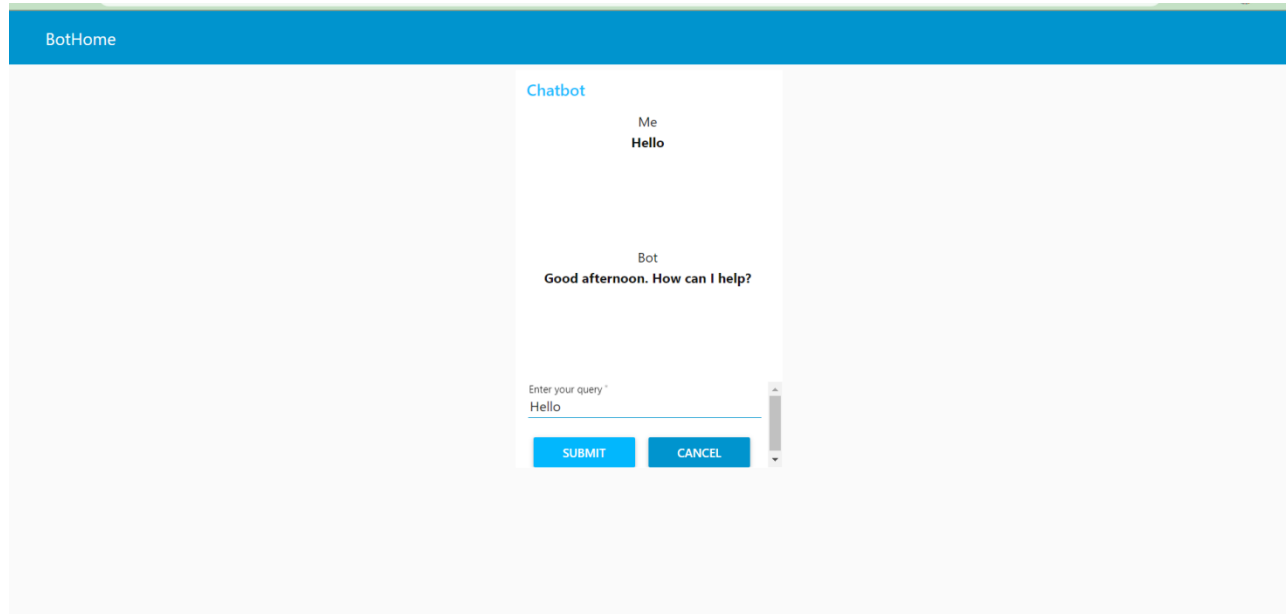 BotHome
Chatbot
Me
Hello
Bot
Good afternoon. How can I help?
Enter your query *
Hello
SUBMIT CANCEL